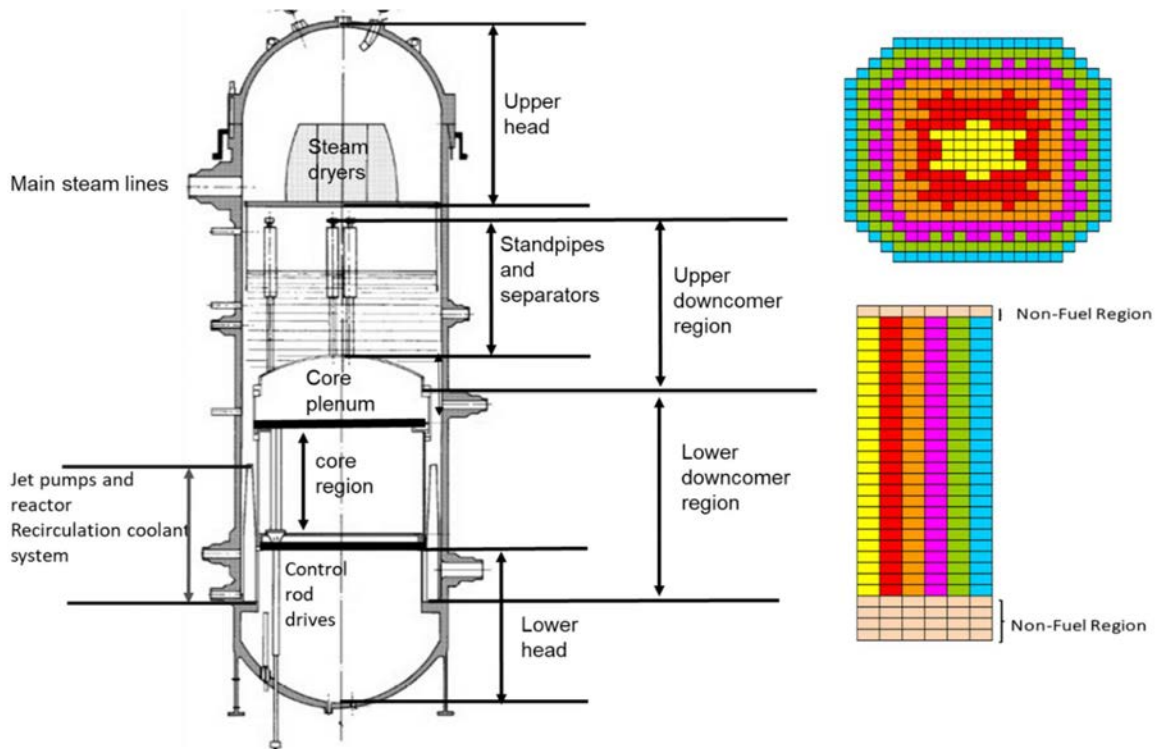 Upper
head
Steam
dryers
Main steam lines
Standpipes
and
separators
Upper
downcomer
region
Core
plenum
core
region
Lower
downcomer
region
Jet pumps and
reactor
Recirculation coolant
system
Control
rod
drives
Lower
head
Non-Fuel Region
Non-Fuel Region